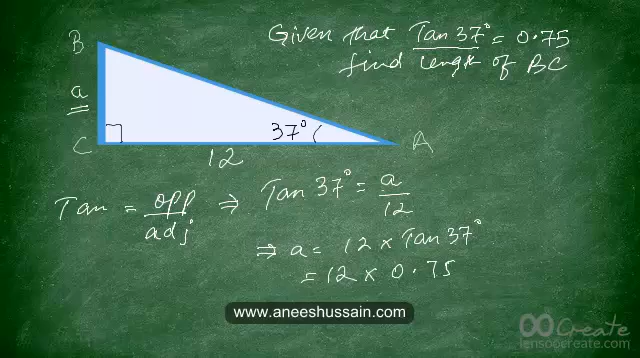 Given that Tan 37° = 0.75
find length of BC
B
a
C
12
37°
A
Tan = opp/adj ⇒ Tan 37° = a/12
⇒ a = 12 × Tan 37°
= 12 × 0.75
www.aneeshussain.com
Create
lensoocreate.com